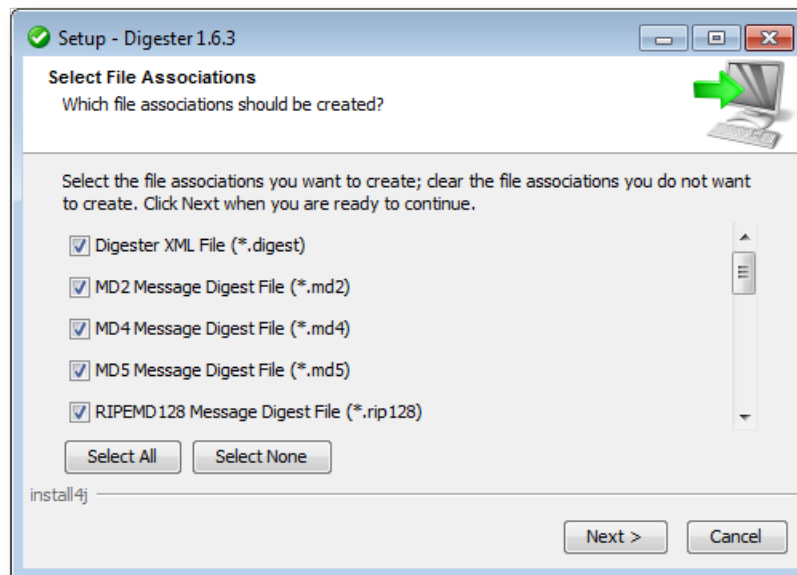 Setup - Digester 1.6.3
Select File Associations
Which file associations should be created?
Select the file associations you want to create; clear the file associations you do not want
to create. Click Next when you are ready to continue.
Digester XML File (*.digest)
MD2 Message Digest File (*.md2)
MD4 Message Digest File (*.md4)
MD5 Message Digest File (*.md5)
RIPEMD128 Message Digest File (*.rip128)
Select All Select None
install4j
Next > Cancel